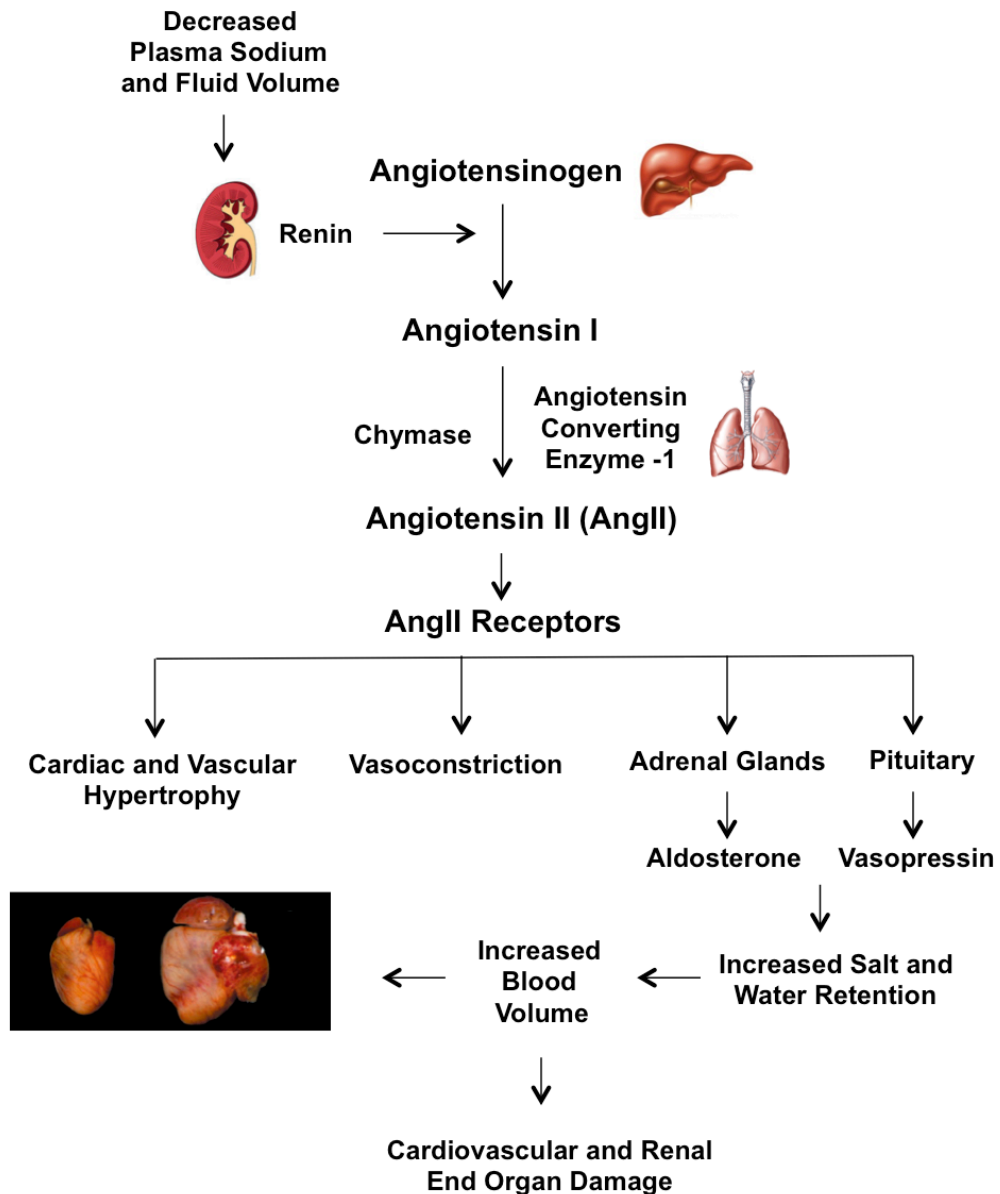 Decreased
Plasma Sodium
and Fluid Volume
Angiotensinogen
Renin
Angiotensin I
Chymase
Angiotensin
Converting
Enzyme -1
Angiotensin II (AngII)
AngII Receptors
Cardiac and Vascular
Hypertrophy
Vasoconstriction
Adrenal Glands
Pituitary
Aldosterone
Vasopressin
Increased
Blood
Volume
Increased Salt and
Water Retention
Cardiovascular and Renal
End Organ Damage